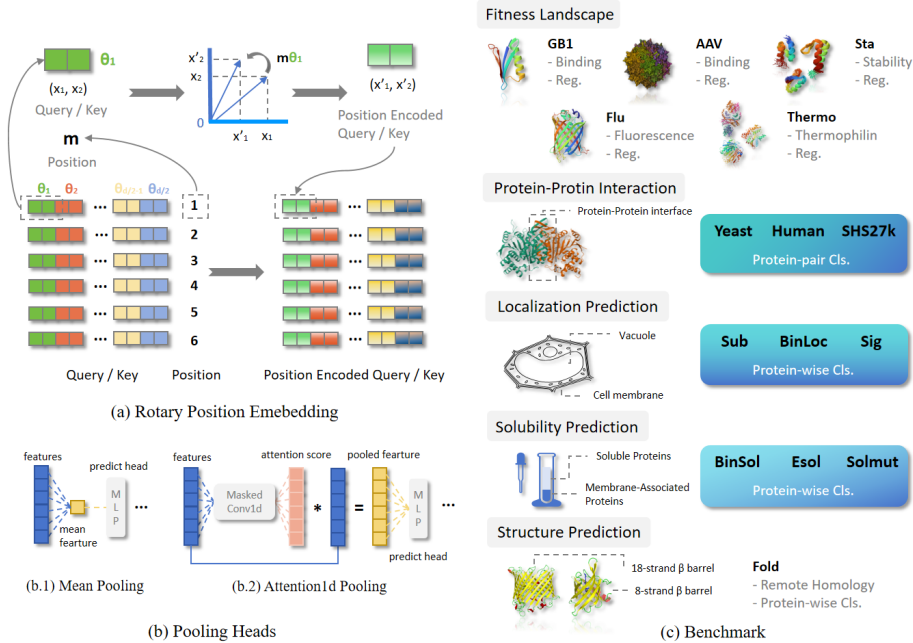 θ1
(x1, x2)
Query / Key
x'2
x2
0
x'1
x1
mθ1
(x'1, x'2)
Position Encoded
Query / Key
m
Position
θ1 θ2 θd/2-1 θd/2
... 1 ...
... 2 ...
... 3 ...
... 4 ...
... 5 ...
... 6 ...
Query / Key Position Position Encoded Query / Key
(a) Rotary Position Emebedding
features
predict head
MLP
...
mean
fearture
(b.1) Mean Pooling
features
attention score
pooled fearture
Masked
Conv1d
*
=
MLP
...
predict head
(b.2) Attention1d Pooling
(b) Pooling Heads
Fitness Landscape
GB1
- Binding
- Reg.
AAV
- Binding
- Reg.
Sta
- Stability
- Reg.
Flu
- Fluorescence
- Reg.
Thermo
- Thermophilin
- Reg.
Protein-Protin Interaction
Protein-Protein interface
Yeast Human SHS27k
Protein-pair Cls.
Localization Prediction
Vacuole
Cell membrane
Sub BinLoc Sig
Protein-wise Cls.
Solubility Prediction
Soluble Proteins
Membrane-Associated
Proteins
BinSol Esol Solmut
Protein-wise Cls.
Structure Prediction
18-strand β barrel
8-strand β barrel
Fold
- Remote Homology
- Protein-wise Cls.
(c) Benchmark